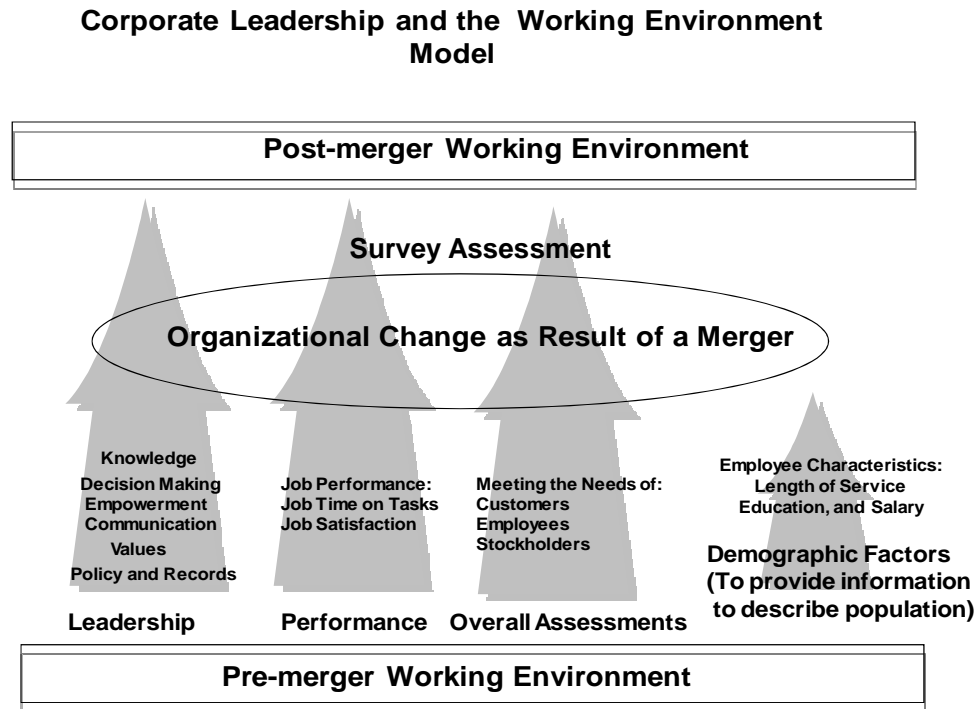 Corporate Leadership and the Working Environment
Model
Post-merger Working Environment
Survey Assessment
Organizational Change as Result of a Merger
Knowledge
Decision Making
Empowerment
Communication
Values
Policy and Records
Leadership
Job Performance:
Job Time on Tasks
Job Satisfaction
Performance
Meeting the Needs of:
Customers
Employees
Stockholders
Overall Assessments
Employee Characteristics:
Length of Service
Education, and Salary
Demographic Factors
(To provide information
to describe population)
Pre-merger Working Environment